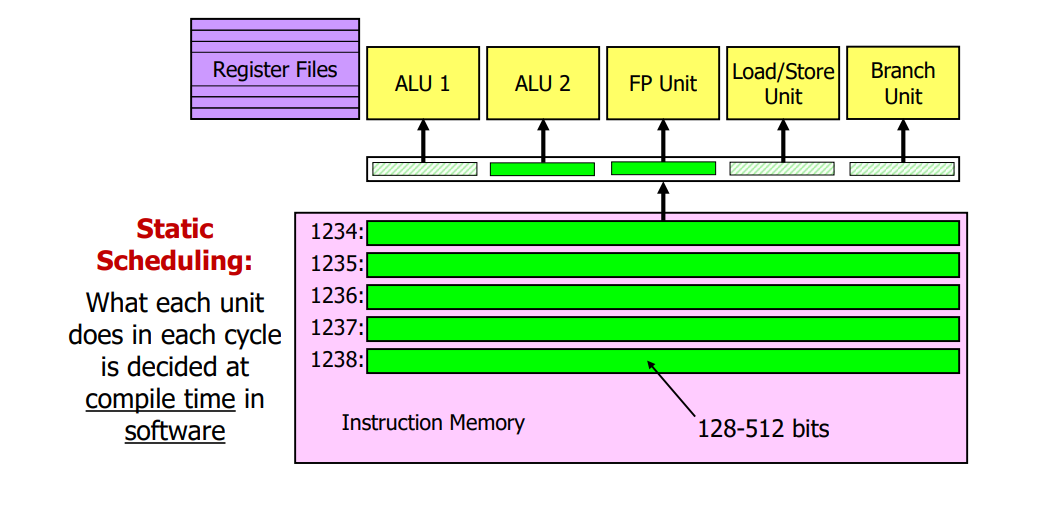 Register Files
ALU 1
ALU 2
FP Unit
Load/Store
Unit
Branch
Unit
Static
Scheduling:
What each unit
does in each cycle
is decided at
compile time in
software
1234:
1235:
1236:
1237:
1238:
Instruction Memory
128-512 bits